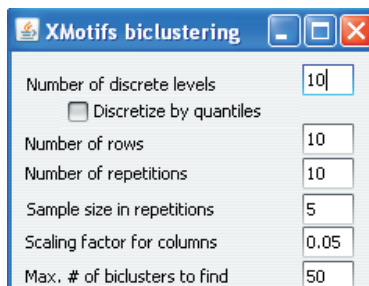 XMotifs biclustering
Number of discrete levels 10
Discretize by quantiles
Number of rows 10
Number of repetitions 10
Sample size in repetitions 5
Scaling factor for columns 0.05
Max. # of biclusters to find 50